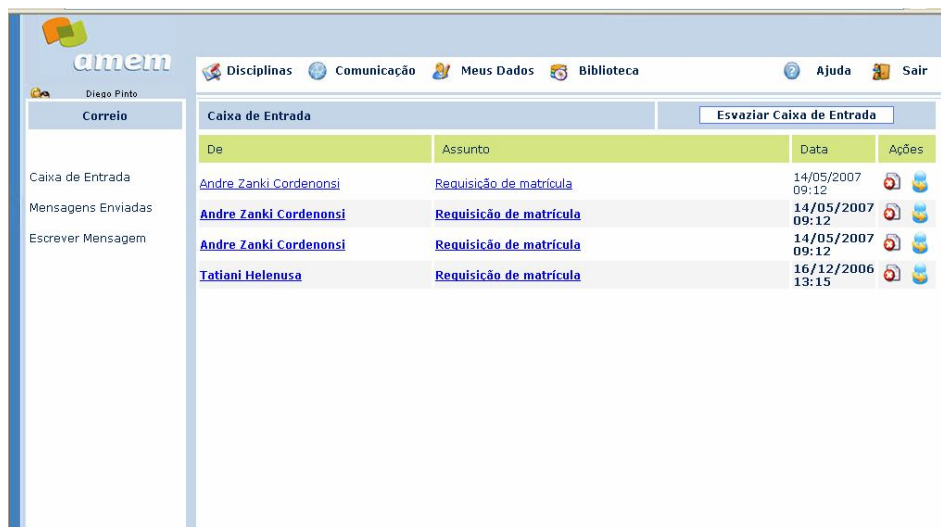 amem
Disciplinas Comunicação Meus Dados Biblioteca Ajuda Sair
Diego Pinto
Correio
Caixa de Entrada
Mensagens Enviadas
Escrever Mensagem
Caixa de Entrada Esvaziar Caixa de Entrada
De Assunto Data Ações
Andre Zanki Cordenonsi Requisição de matrícula 14/05/2007
09:12
Andre Zanki Cordenonsi Requisição de matrícula 14/05/2007
09:12
Andre Zanki Cordenonsi Requisição de matrícula 14/05/2007
09:12
Tatiani Helenusa Requisição de matrícula 16/12/2006
13:15